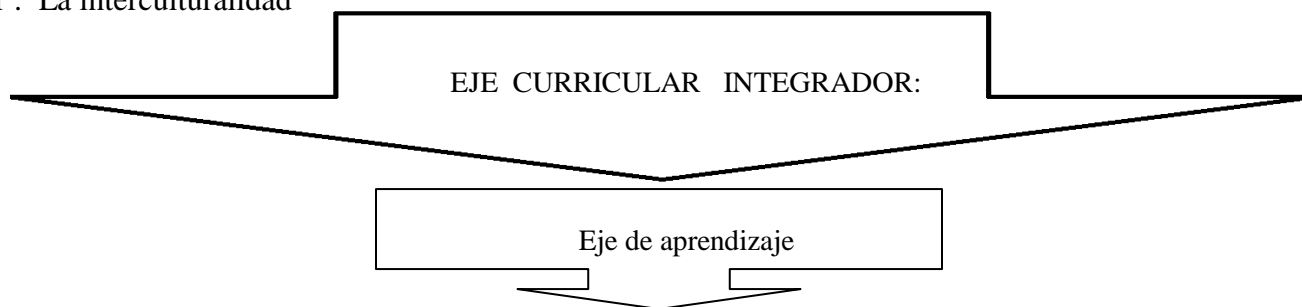 : La interculturalidad
EJE CURRICULAR INTEGRADOR:
Eje de aprendizaje